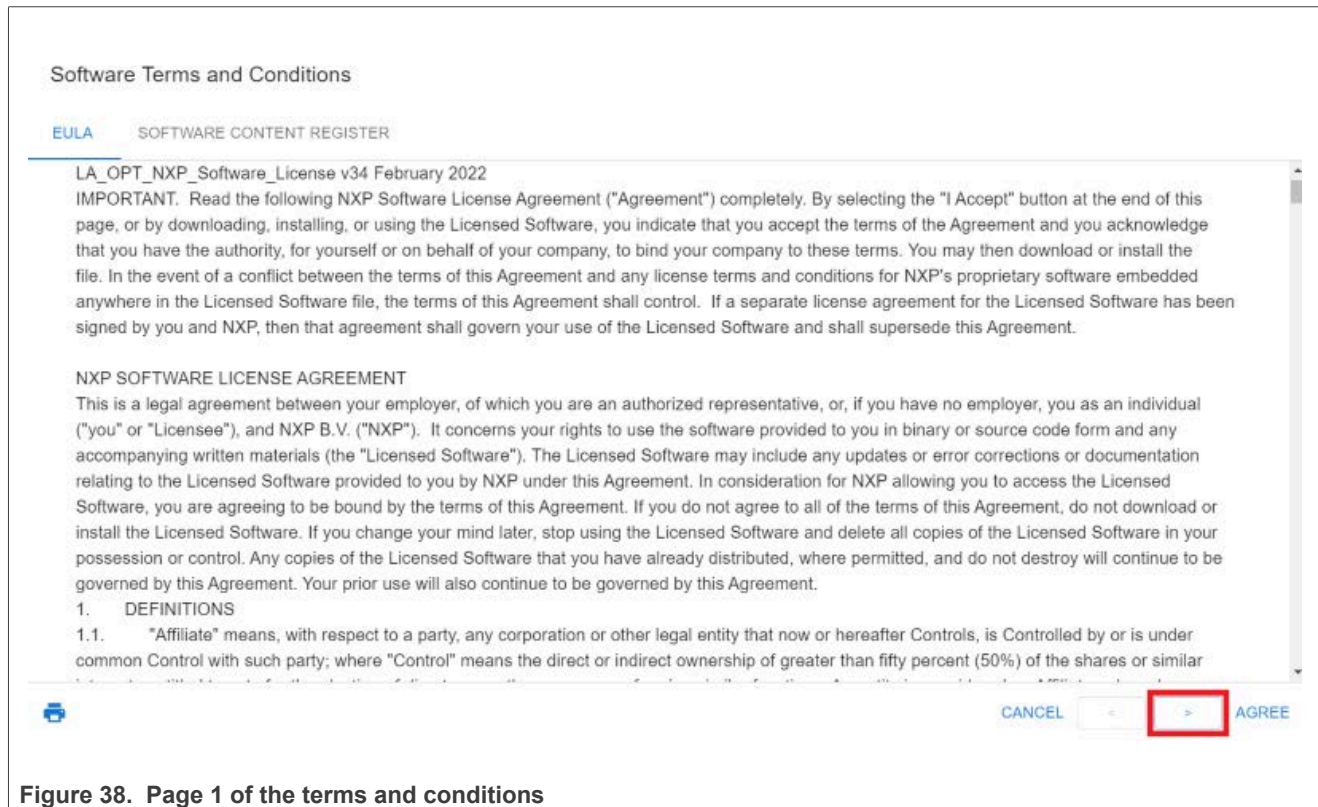 Software Terms and Conditions
EULA SOFTWARE CONTENT REGISTER
LA_OPT_NXP_Software_License v34 February 2022
IMPORTANT. Read the following NXP Software License Agreement ("Agreement") completely. By selecting the "I Accept" button at the end of this
page, or by downloading, installing, or using the Licensed Software, you indicate that you accept the terms of the Agreement and you acknowledge
that you have the authority, for yourself or on behalf of your company, to bind your company to these terms. You may then download or install the
file. In the event of a conflict between the terms of this Agreement and any license terms and conditions for NXP's proprietary software embedded
anywhere in the Licensed Software file, the terms of this Agreement shall control. If a separate license agreement for the Licensed Software has been
signed by you and NXP, then that agreement shall govern your use of the Licensed Software and shall supersede this Agreement.
NXP SOFTWARE LICENSE AGREEMENT
This is a legal agreement between your employer, of which you are an authorized representative, or, if you have no employer, you as an individual
("you" or "Licensee"), and NXP B.V. ("NXP"). It concerns your rights to use the software provided to you in binary or source code form and any
accompanying written materials (the "Licensed Software"). The Licensed Software may include any updates or error corrections or documentation
relating to the Licensed Software provided to you by NXP under this Agreement. In consideration for NXP allowing you to access the Licensed
Software, you are agreeing to be bound by the terms of this Agreement. If you do not agree to all of the terms of this Agreement, do not download or
install the Licensed Software. If you change your mind later, stop using the Licensed Software and delete all copies of the Licensed Software in your
possession or control. Any copies of the Licensed Software that you have already distributed, where permitted, and do not destroy will continue to be
governed by this Agreement. Your prior use will also continue to be governed by this Agreement.
1. DEFINITIONS
1.1. "Affiliate" means, with respect to a party, any corporation or other legal entity that now or hereafter Controls, is Controlled by or is under
common Control with such party; where "Control" means the direct or indirect ownership of greater than fifty percent (50%) of the shares or similar
CANCEL < > AGREE
Figure 38. Page 1 of the terms and conditions